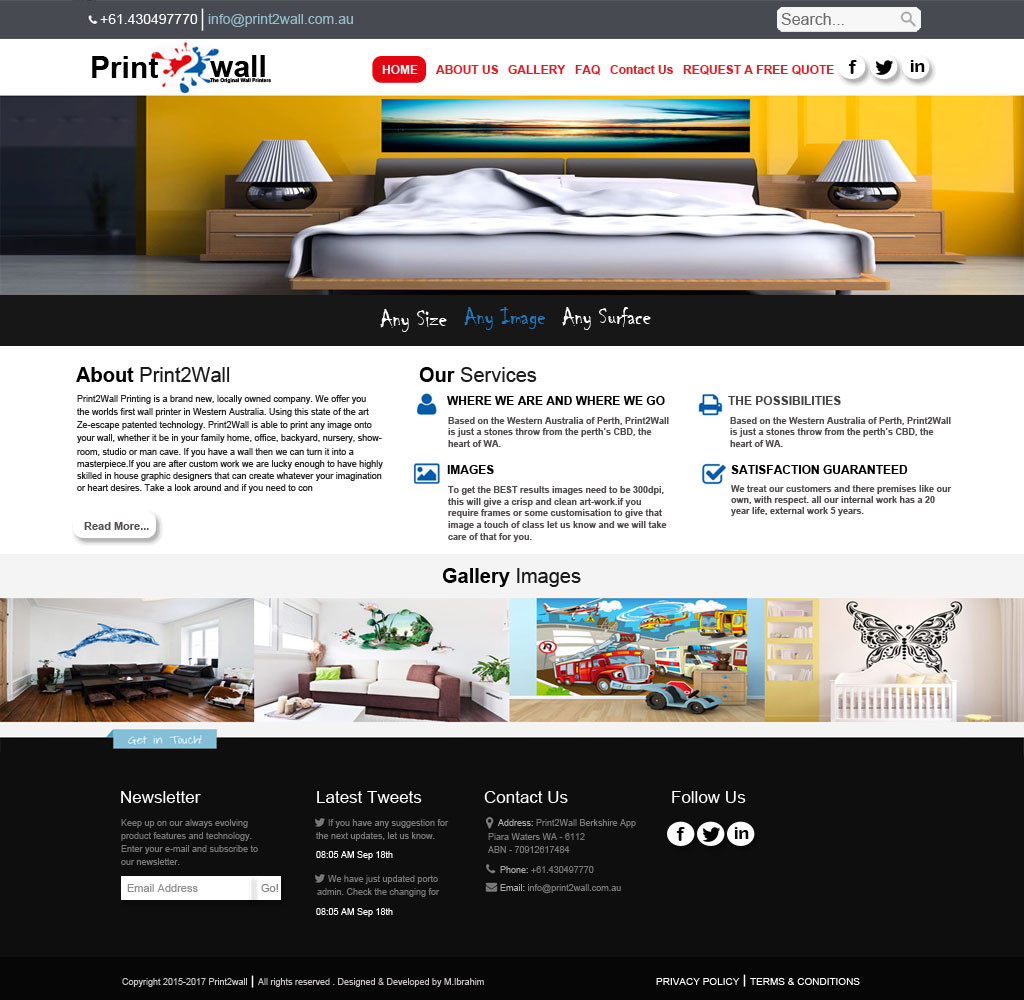 +61.430497770 | info@print2wall.com.au
Search...
Print2wall
The Original Wall Printers
HOME ABOUT US GALLERY FAQ Contact Us REQUEST A FREE QUOTE f in
Any Size Any Image Any Surface
About Print2Wall
Print2Wall Printing is a brand new, locally owned company. We offer you
the worlds first wall printer in Western Australia. Using this state of the art
Ze-escape patented technology. Print2Wall is able to print any image onto
your wall, whether it be in your family home, office, backyard, nursery, show-
room, studio or man cave. If you have a wall then we can turn it into a
masterpiece.If you are after custom work we are lucky enough to have highly
skilled in house graphic designers that can create whatever your imagination
or heart desires. Take a look around and if you need to con
Read More...
Our Services
WHERE WE ARE AND WHERE WE GO
Based on the Western Australia of Perth, Print2Wall
is just a stones throw from the perth's CBD, the
heart of WA.
THE POSSIBILITIES
Based on the Western Australia of Perth, Print2Wall
is just a stones throw from the perth's CBD, the
heart of WA.
IMAGES
To get the BEST results images need to be 300dpi,
this will give a crisp and clean art-work.if you
require frames or some customisation to give that
image a touch of class let us know and we will take
care of that for you.
SATISFACTION GUARANTEED
We treat our customers and there premises like our
own, with respect. all our internal work has a 20
year life, external work 5 years.
Gallery Images
Get in Touch!
Newsletter
Keep up on our always evolving
product features and technology.
Enter your e-mail and subscribe to
our newsletter.
Email Address Go!
Latest Tweets
If you have any suggestion for
the next updates, let us know.
08:05 AM Sep 18th
We have just updated porto
admin. Check the changing for
08:05 AM Sep 18th
Contact Us
Address: Print2Wall Berkshire App
Piara Waters WA - 6112
ABN - 70912617484
Phone: +61.430497770
Email: info@print2wall.com.au
Follow Us
f in
Copyright 2015-2017 Print2wall | All rights reserved . Designed & Developed by M.Ibrahim
PRIVACY POLICY | TERMS & CONDITIONS